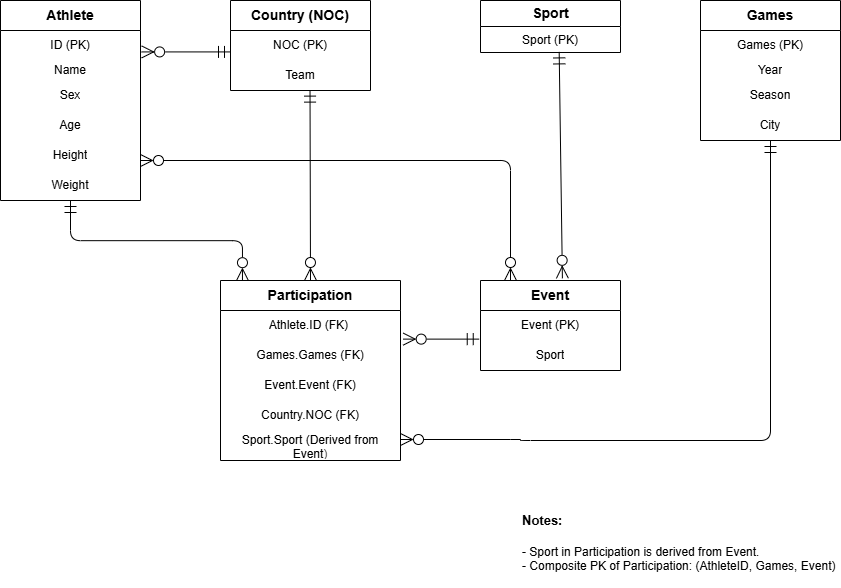 Athlete
ID (PK)
Name
Sex
Age
Height
Weight
Country (NOC)
NOC (PK)
Team
Sport
Sport (PK)
Games
Games (PK)
Year
Season
City
Participation
Athlete.ID (FK)
Games.Games (FK)
Event.Event (FK)
Country.NOC (FK)
Sport.Sport (Derived from
Event)
Event
Event (PK)
Sport
Notes:
- Sport in Participation is derived from Event.
- Composite PK of Participation: (AthleteID, Games, Event)